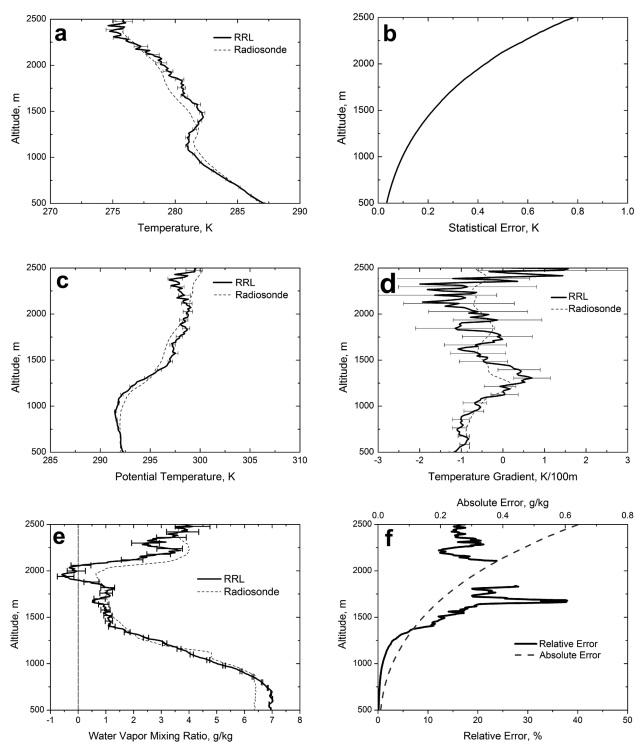 a
RRL
Radiosonde
2500
2000
1500
1000
500
Altitude, m
270
275
280
285
290
Temperature, K
b
2500
2000
1500
1000
500
Altitude, m
0.0
0.2
0.4
0.6
0.8
1.0
Statistical Error, K
c
RRL
Radiosonde
2500
2000
1500
1000
500
Altitude, m
285
290
295
300
305
Potential Temperature, K
d
RRL
Radiosonde
2500
2000
1500
1000
500
Altitude, m
-3
-2
-1
0
1
2
3
Temperature Gradient, K/100m
e
RRL
Radiosonde
2500
2000
1500
1000
500
Altitude, m
-1
0
1
2
3
4
5
6
7
8
Water Vapor Mixing Ratio, g/kg
Absolute Error, g/kg
0.0
0.2
0.4
0.6
0.8
f
2500
2000
1500
1000
500
Altitude, m
Relative Error
Absolute Error
0
10
20
30
40
50
Relative Error, %